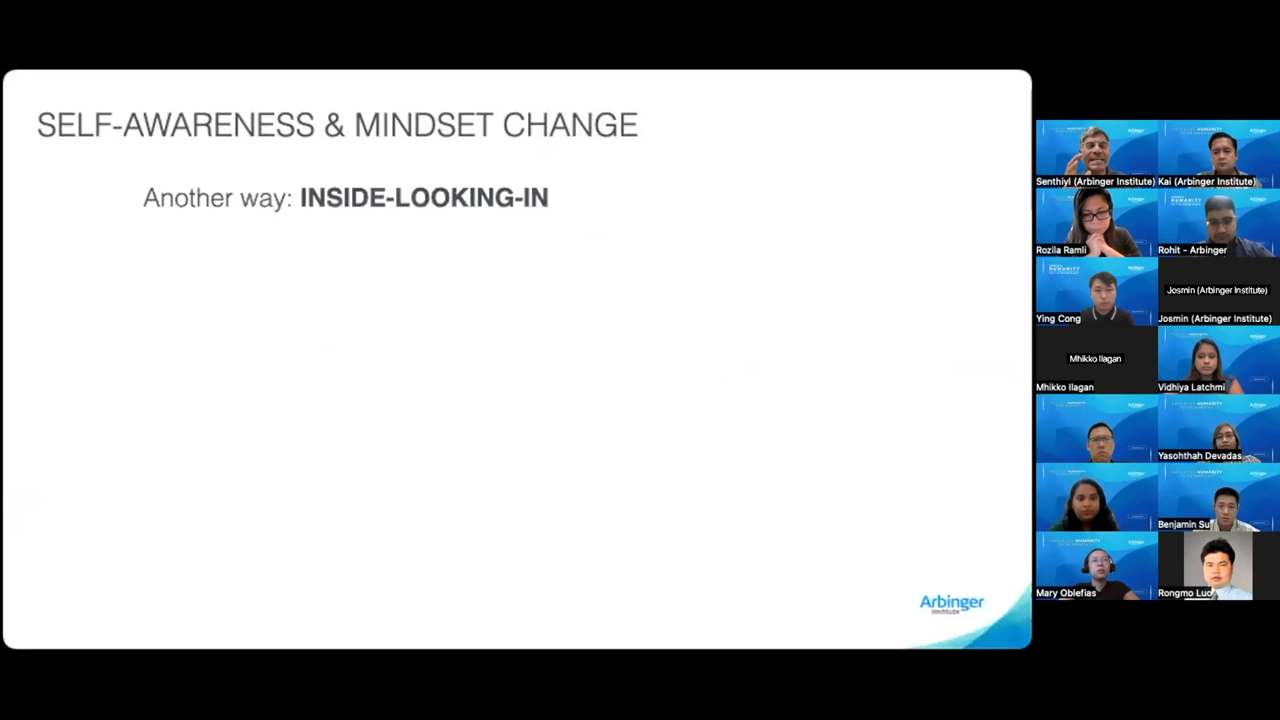 SELF-AWARENESS & MINDSET CHANGE
Another way: INSIDE-LOOKING-IN
Arbinger
Senthiyl (Arbinger Institute)
Kai (Arbinger Institute)
Rozila Ramli
HUMANITY
Rohit - Arbinger
HUMANITY
Ying Cong
Josmin (Arbinger Institute)
Josmin (Arbinger Institute)
Mhikko Ilagan
Mhikko Ilagan
Vidhiya Latchmi
Yasohthah Devadas
Benjamin Su
Mary Oblefias
Rongmo Luo